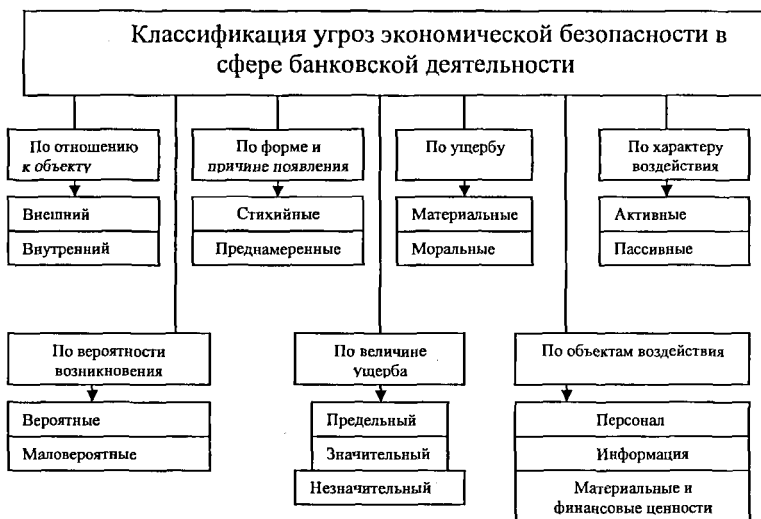 Классификация угроз экономической безопасности в
сфере банковской деятельности
По отношению
к объекту
Внешний
Внутренний
По форме и
причине появления
Стихийные
Преднамеренные
По ущербу
Материальные
Моральные
По характеру
воздействия
Активные
Пассивные
По вероятности
возникновения
Вероятные
Маловероятные
По величине
ущерба
Предельный
Значительный
Незначительный
По объектам воздействия
Персонал
Информация
Материальные и
финансовые ценности